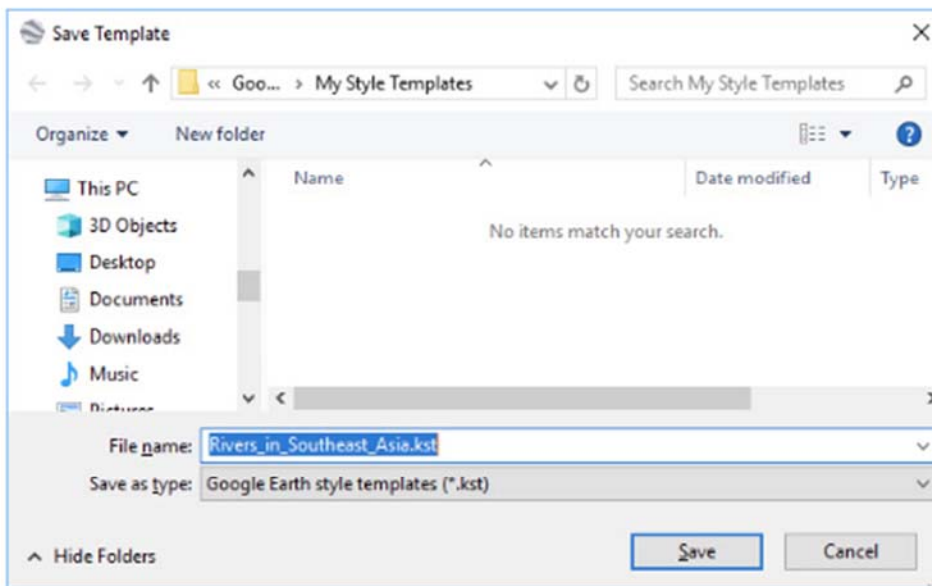 Save Template
« Goo... › My Style Templates
Search My Style Templates
Organize
New folder
Name
Date modified
Type
This PC
3D Objects
Desktop
Documents
Downloads
Music
Pictures
No items match your search.
File name: Rivers_in_Southeast_Asia.kst
Save as type: Google Earth style templates (*.kst)
Hide Folders
Save
Cancel